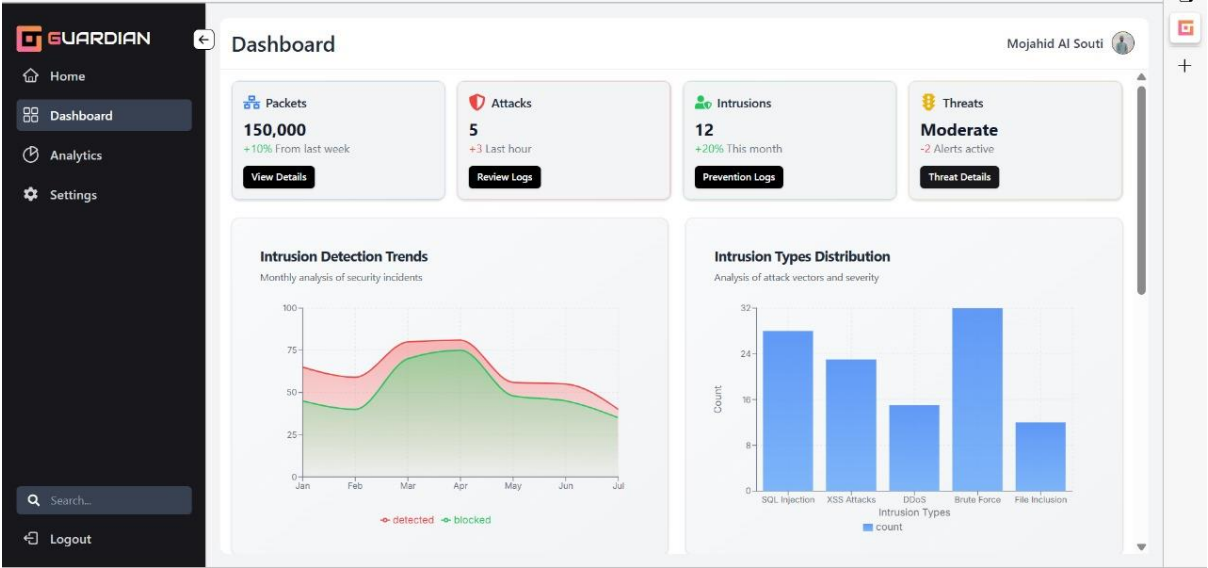 GUARDIAN
Home
Dashboard
Analytics
Settings
Search...
Logout
Dashboard
Mojahid Al Souti
Packets
150,000
+10% From last week
View Details
Attacks
5
+3 Last hour
Review Logs
Intrusions
12
+20% This month
Prevention Logs
Threats
Moderate
-2 Alerts active
Threat Details
Intrusion Detection Trends
Monthly analysis of security incidents
100
75
50
25
0
Jan Feb Mar Apr May Jun Jul
detected blocked
Intrusion Types Distribution
Analysis of attack vectors and severity
32
24
16
8
0
Count
SQL Injection XSS Attacks DDoS Brute Force File Inclusion
Intrusion Types
count